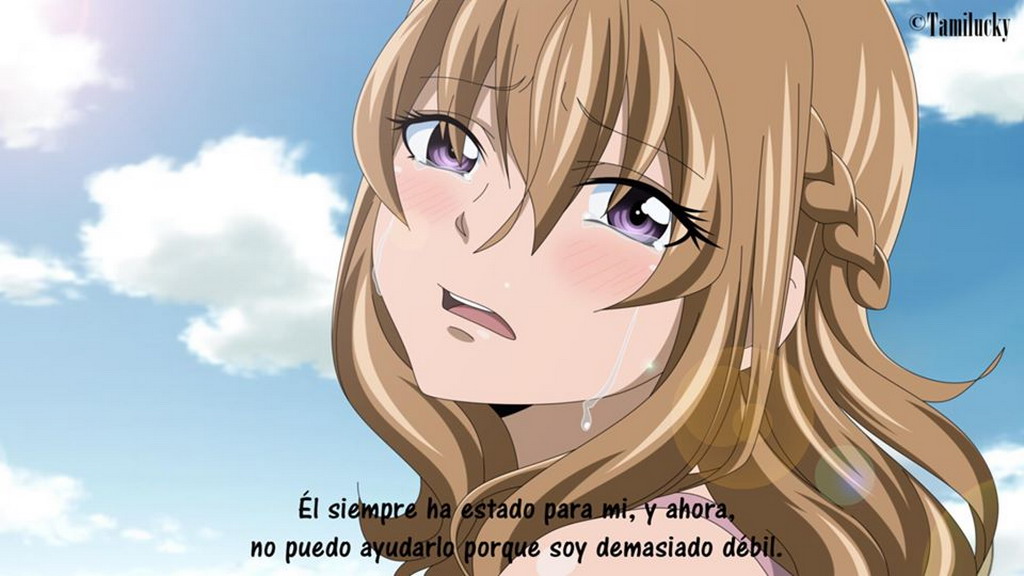 ©Tamilucky
Él siempre ha estado para mi, y ahora,
no puedo ayudarlo porque soy demasiado débil.